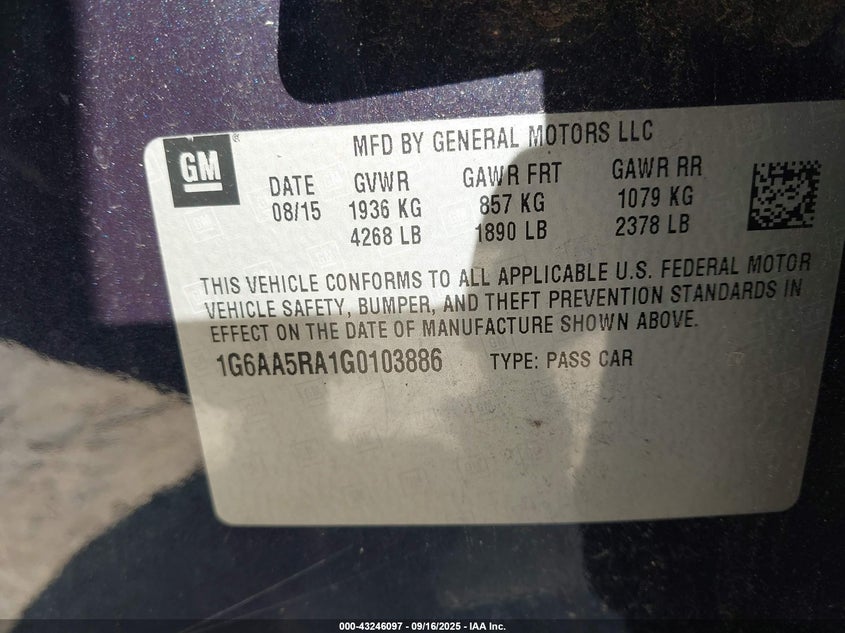 MFD BY GENERAL MOTORS LLC
GM
®
DATE GVWR GAWR FRT GAWR RR
08/15 1936 KG 857 KG 1079 KG
4268 LB 1890 LB 2378 LB
THIS VEHICLE CONFORMS TO ALL APPLICABLE U.S. FEDERAL MOTOR
VEHICLE SAFETY, BUMPER, AND THEFT PREVENTION STANDARDS IN
EFFECT ON THE DATE OF MANUFACTURE SHOWN ABOVE.
1G6AA5RA1G0103886 TYPE: PASS CAR
000-43246097 - 09/16/2025 - IAA Inc.